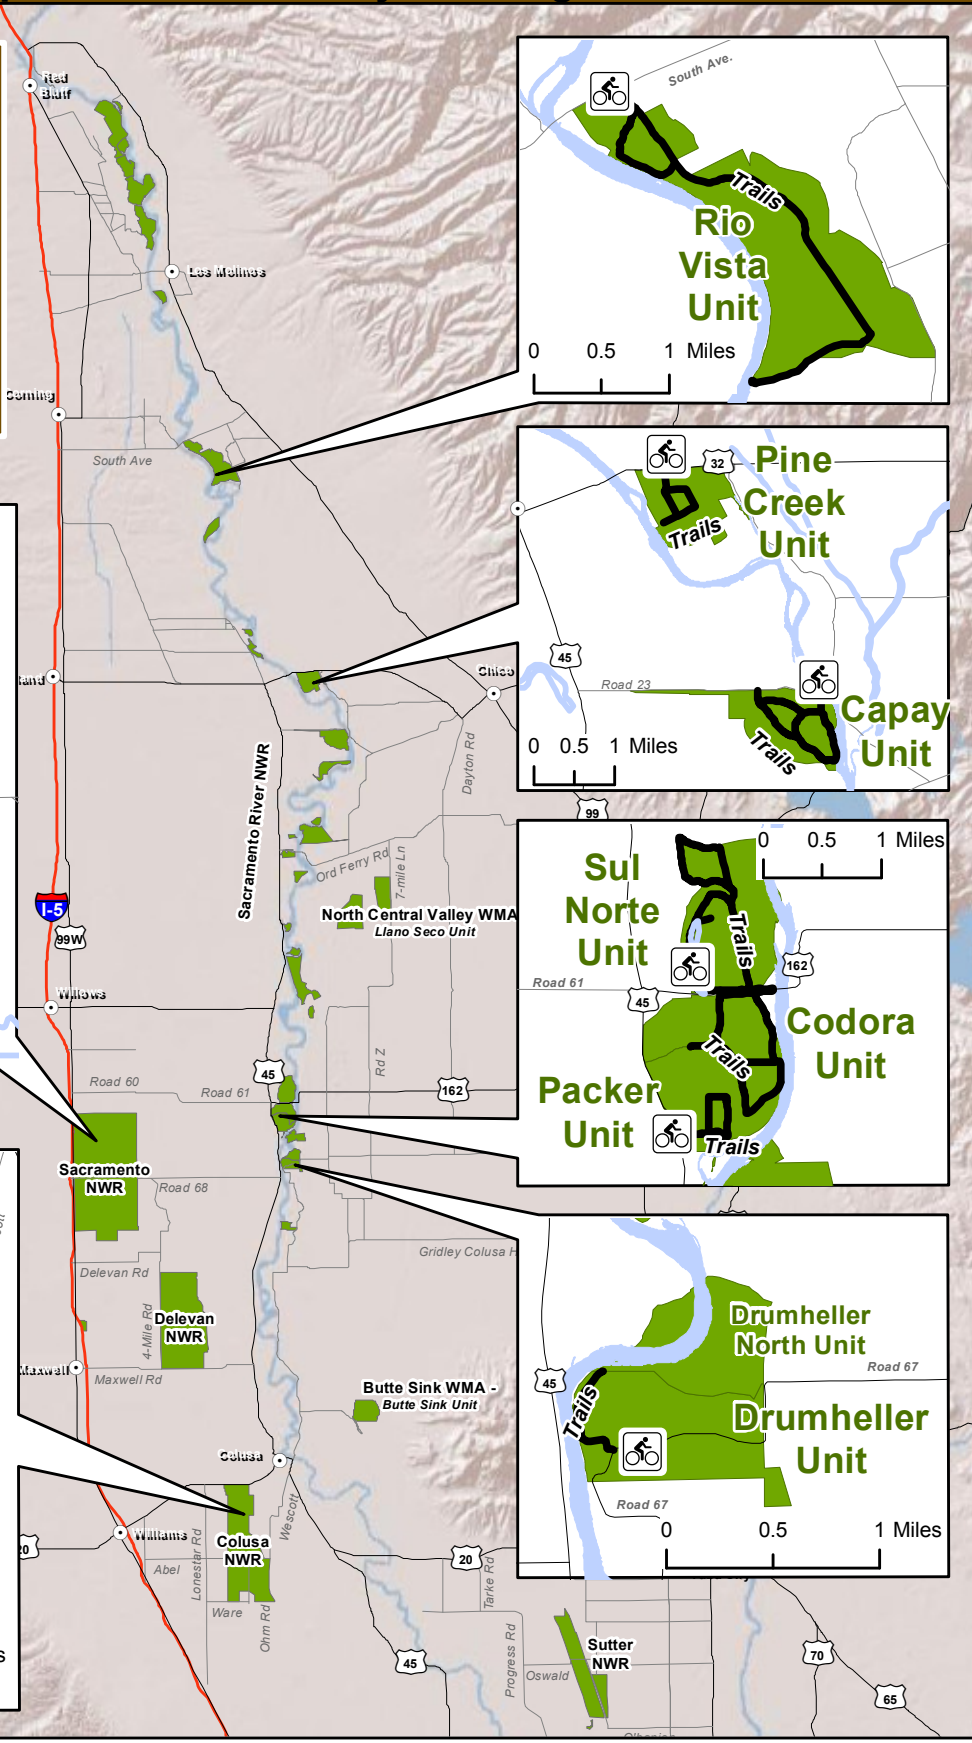 Red
Bluff
Los Molinos
Corning
South Ave
land
Chico
Dayton Rd
Sacramento River NWR
Ord Ferry Rd
7-mile Ln
North Central Valley WMA
Llano Seco Unit
I-5
99W
Willows
Rd Z
45
Road 60
Road 61
162
Sacramento
NWR
Road 68
Gridley Colusa H
Delevan Rd
4-Mile Rd
Delevan
NWR
Maxwell
Maxwell Rd
Butte Sink WMA -
Butte Sink Unit
Colusa
Wescott
Williams
20
Lonestar Rd
Colusa
NWR
Abel
Ware
Ohm Rd
20
Tarke Rd
45
Progress Rd
Oswald
Sutter
NWR
70
65
99
South Ave.
Trails
Rio
Vista
Unit
0 0.5 1 Miles
32
Pine
Creek
Unit
Trails
45
Road 23
Capay
Unit
Trails
0 0.5 1 Miles
0 0.5 1 Miles
Sul
Norte
Unit
Trails
162
Road 61
45
Codora
Unit
Trails
Packer
Unit
Trails
Drumheller
North Unit
45
Road 67
Trails
Drumheller
Unit
Road 67
0 0.5 1 Miles